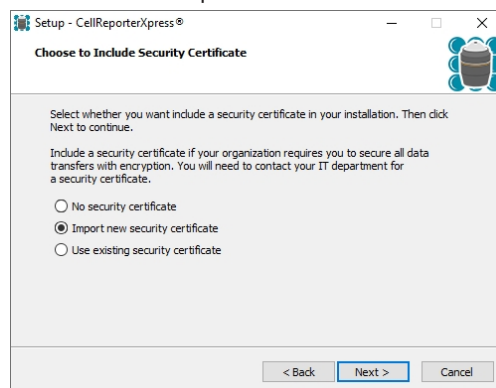 Setup - CellReporterXpress®
Choose to Include Security Certificate
Select whether you want include a security certificate in your installation. Then click
Next to continue.
Include a security certificate if your organization requires you to secure all data
transfers with encryption. You will need to contact your IT department for
a security certificate.
No security certificate
Import new security certificate
Use existing security certificate
< Back
Next >
Cancel